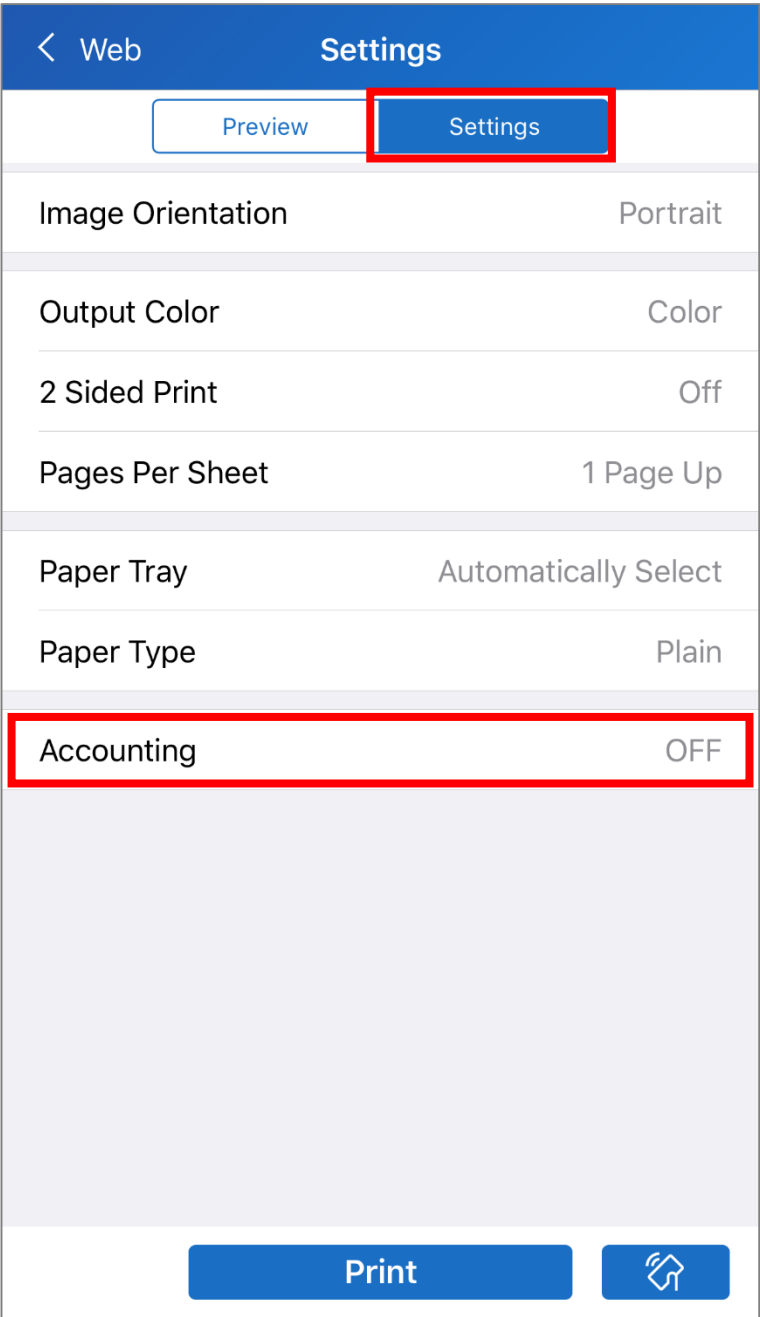 Web Settings
Preview Settings
Image Orientation Portrait
Output Color Color
2 Sided Print Off
Pages Per Sheet 1 Page Up
Paper Tray Automatically Select
Paper Type Plain
Accounting OFF
Print